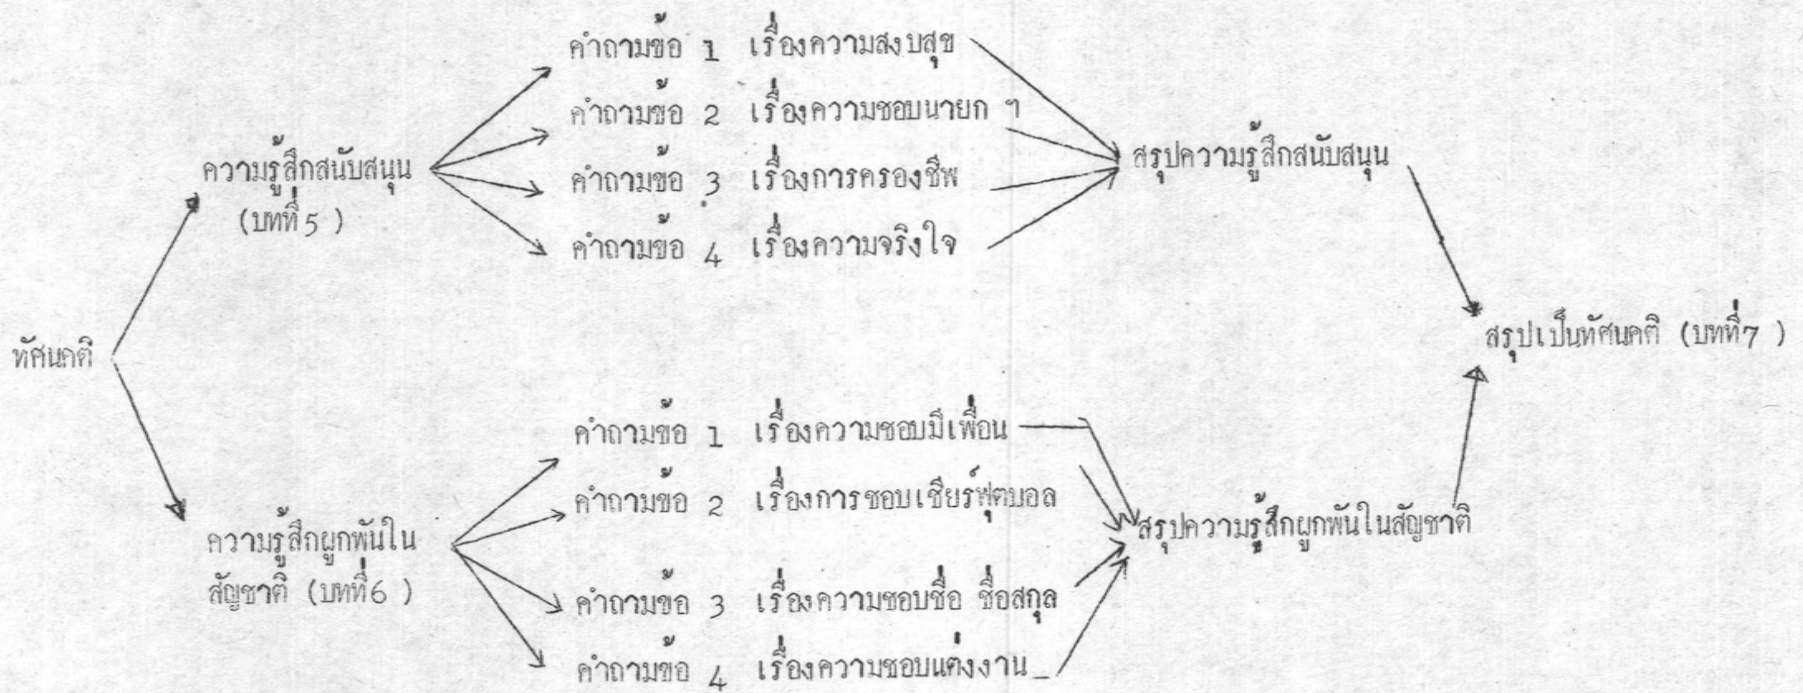 คำถามข้อ 1 เรื่องความสงบสุข
คำถามข้อ 2 เรื่องความชอบนายก ฯ
ความรู้สึกสนับสนุน
(บทที่ 5 )
คำถามข้อ 3 เรื่องการครองชีพ
คำถามข้อ 4 เรื่องความจริงใจ
สรุปความรู้สึกสนับสนุน
ทัศนคติ
สรุปเป็นทัศนคติ (บทที่7 )
คำถามข้อ 1 เรื่องความชอบมีเพื่อน
คำถามข้อ 2 เรื่องการชอบเชียร์ฟุตบอล
ความรู้สึกผูกพันใน
สัญชาติ (บทที่6 )
คำถามข้อ 3 เรื่องความชอบชื่อ ชื่อสกุล
คำถามข้อ 4 เรื่องความชอบแต่งงาน
สรุปความรู้สึกผูกพันในสัญชาติ